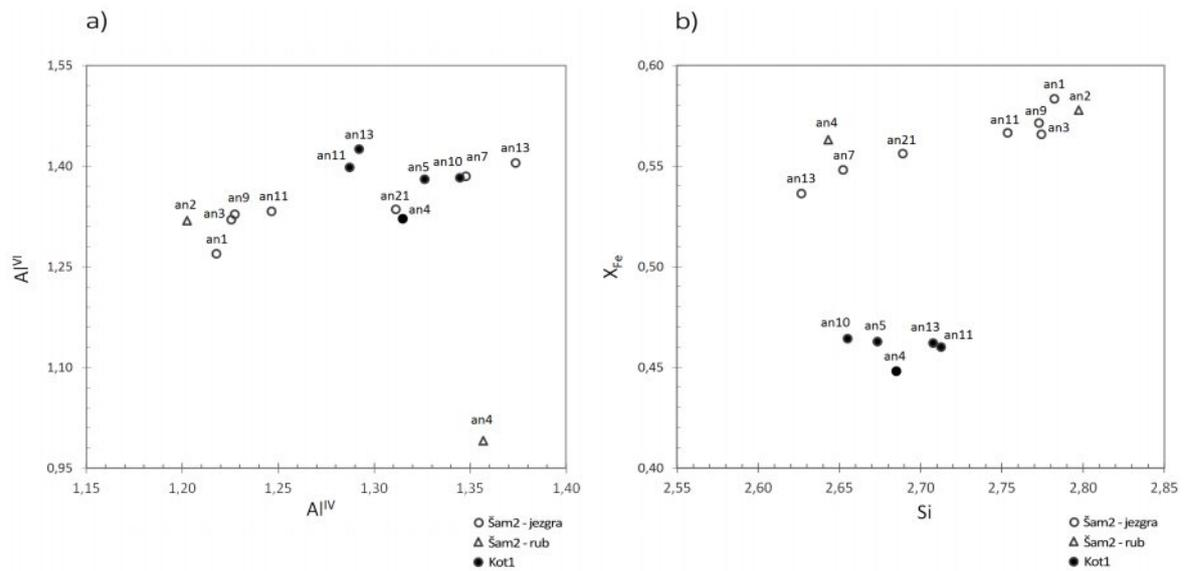 a)
1,55
1,40
1,25
1,10
0,95
Al^VI
an13
an11
an5
an10
an7
an13
an2
an3
an9
an11
an21
an4
an1
an4
1,15
1,20
1,25
1,30
1,35
1,40
Al^IV
Šam2 - jezgra
Šam2 - rub
Kot1
b)
0,60
0,55
0,50
0,45
0,40
X_Fe
an1
an2
an9
an11
an3
an4
an21
an7
an13
an10
an5
an13
an11
an4
2,55
2,60
2,65
2,70
2,75
2,80
2,85
Si
Šam2 - jezgra
Šam2 - rub
Kot1